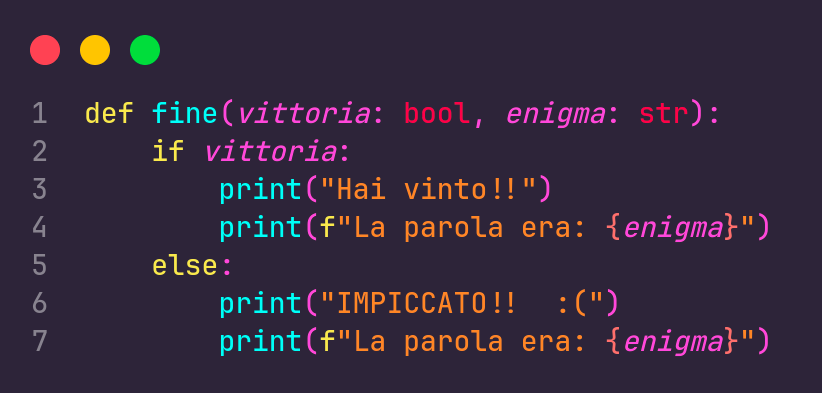 1 def fine(vittoria: bool, enigma: str):
2     if vittoria:
3         print("Hai vinto!!")
4         print(f"La parola era: {enigma}")
5     else:
6         print("IMPICCATO!!  :(")
7         print(f"La parola era: {enigma}")